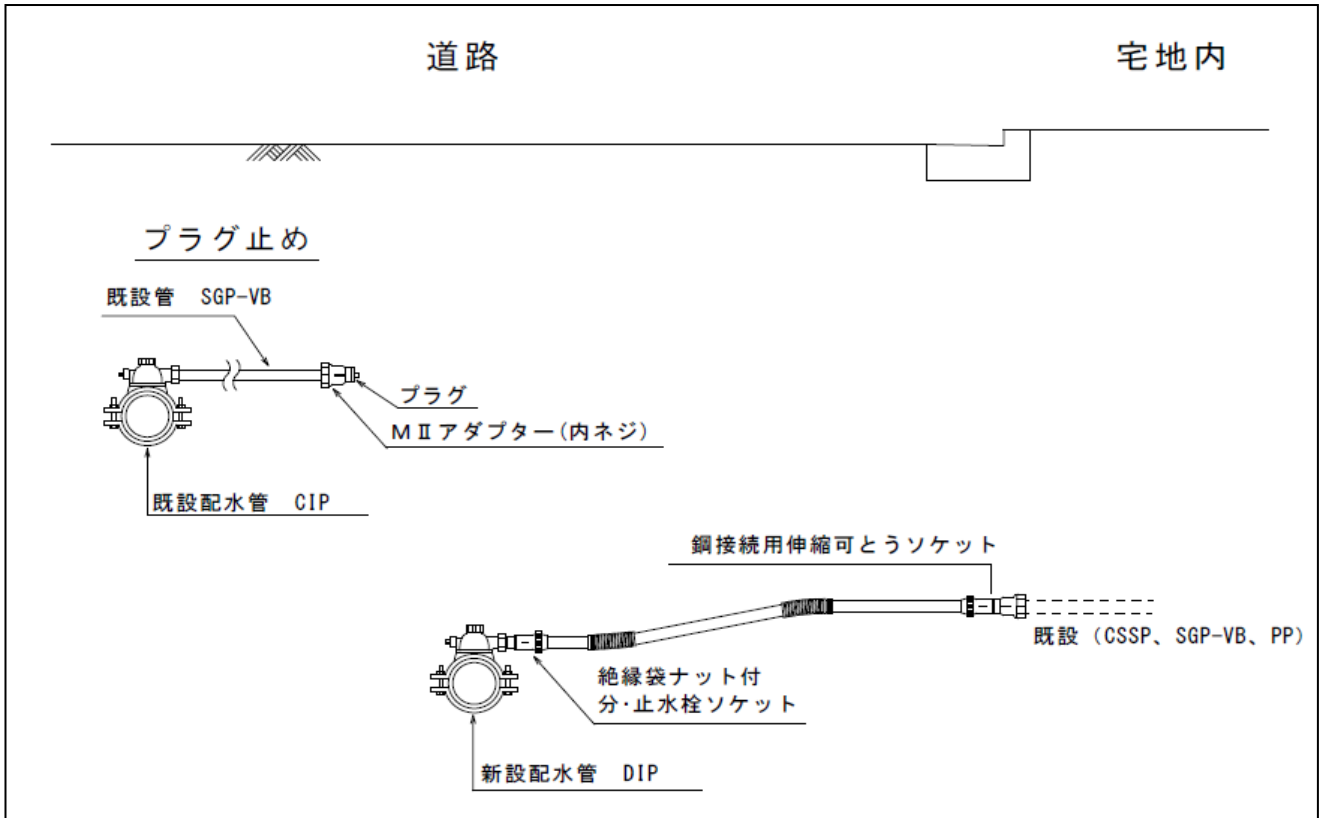 道路
宅地内
プラグ止め
既設管　SGP-VB
プラグ
MⅡアダプター(内ネジ)
既設配水管　CIP
鋼接続用伸縮可とうソケット
既設（CSSP、SGP-VB、PP）
絶縁袋ナット付
分･止水栓ソケット
新設配水管　DIP